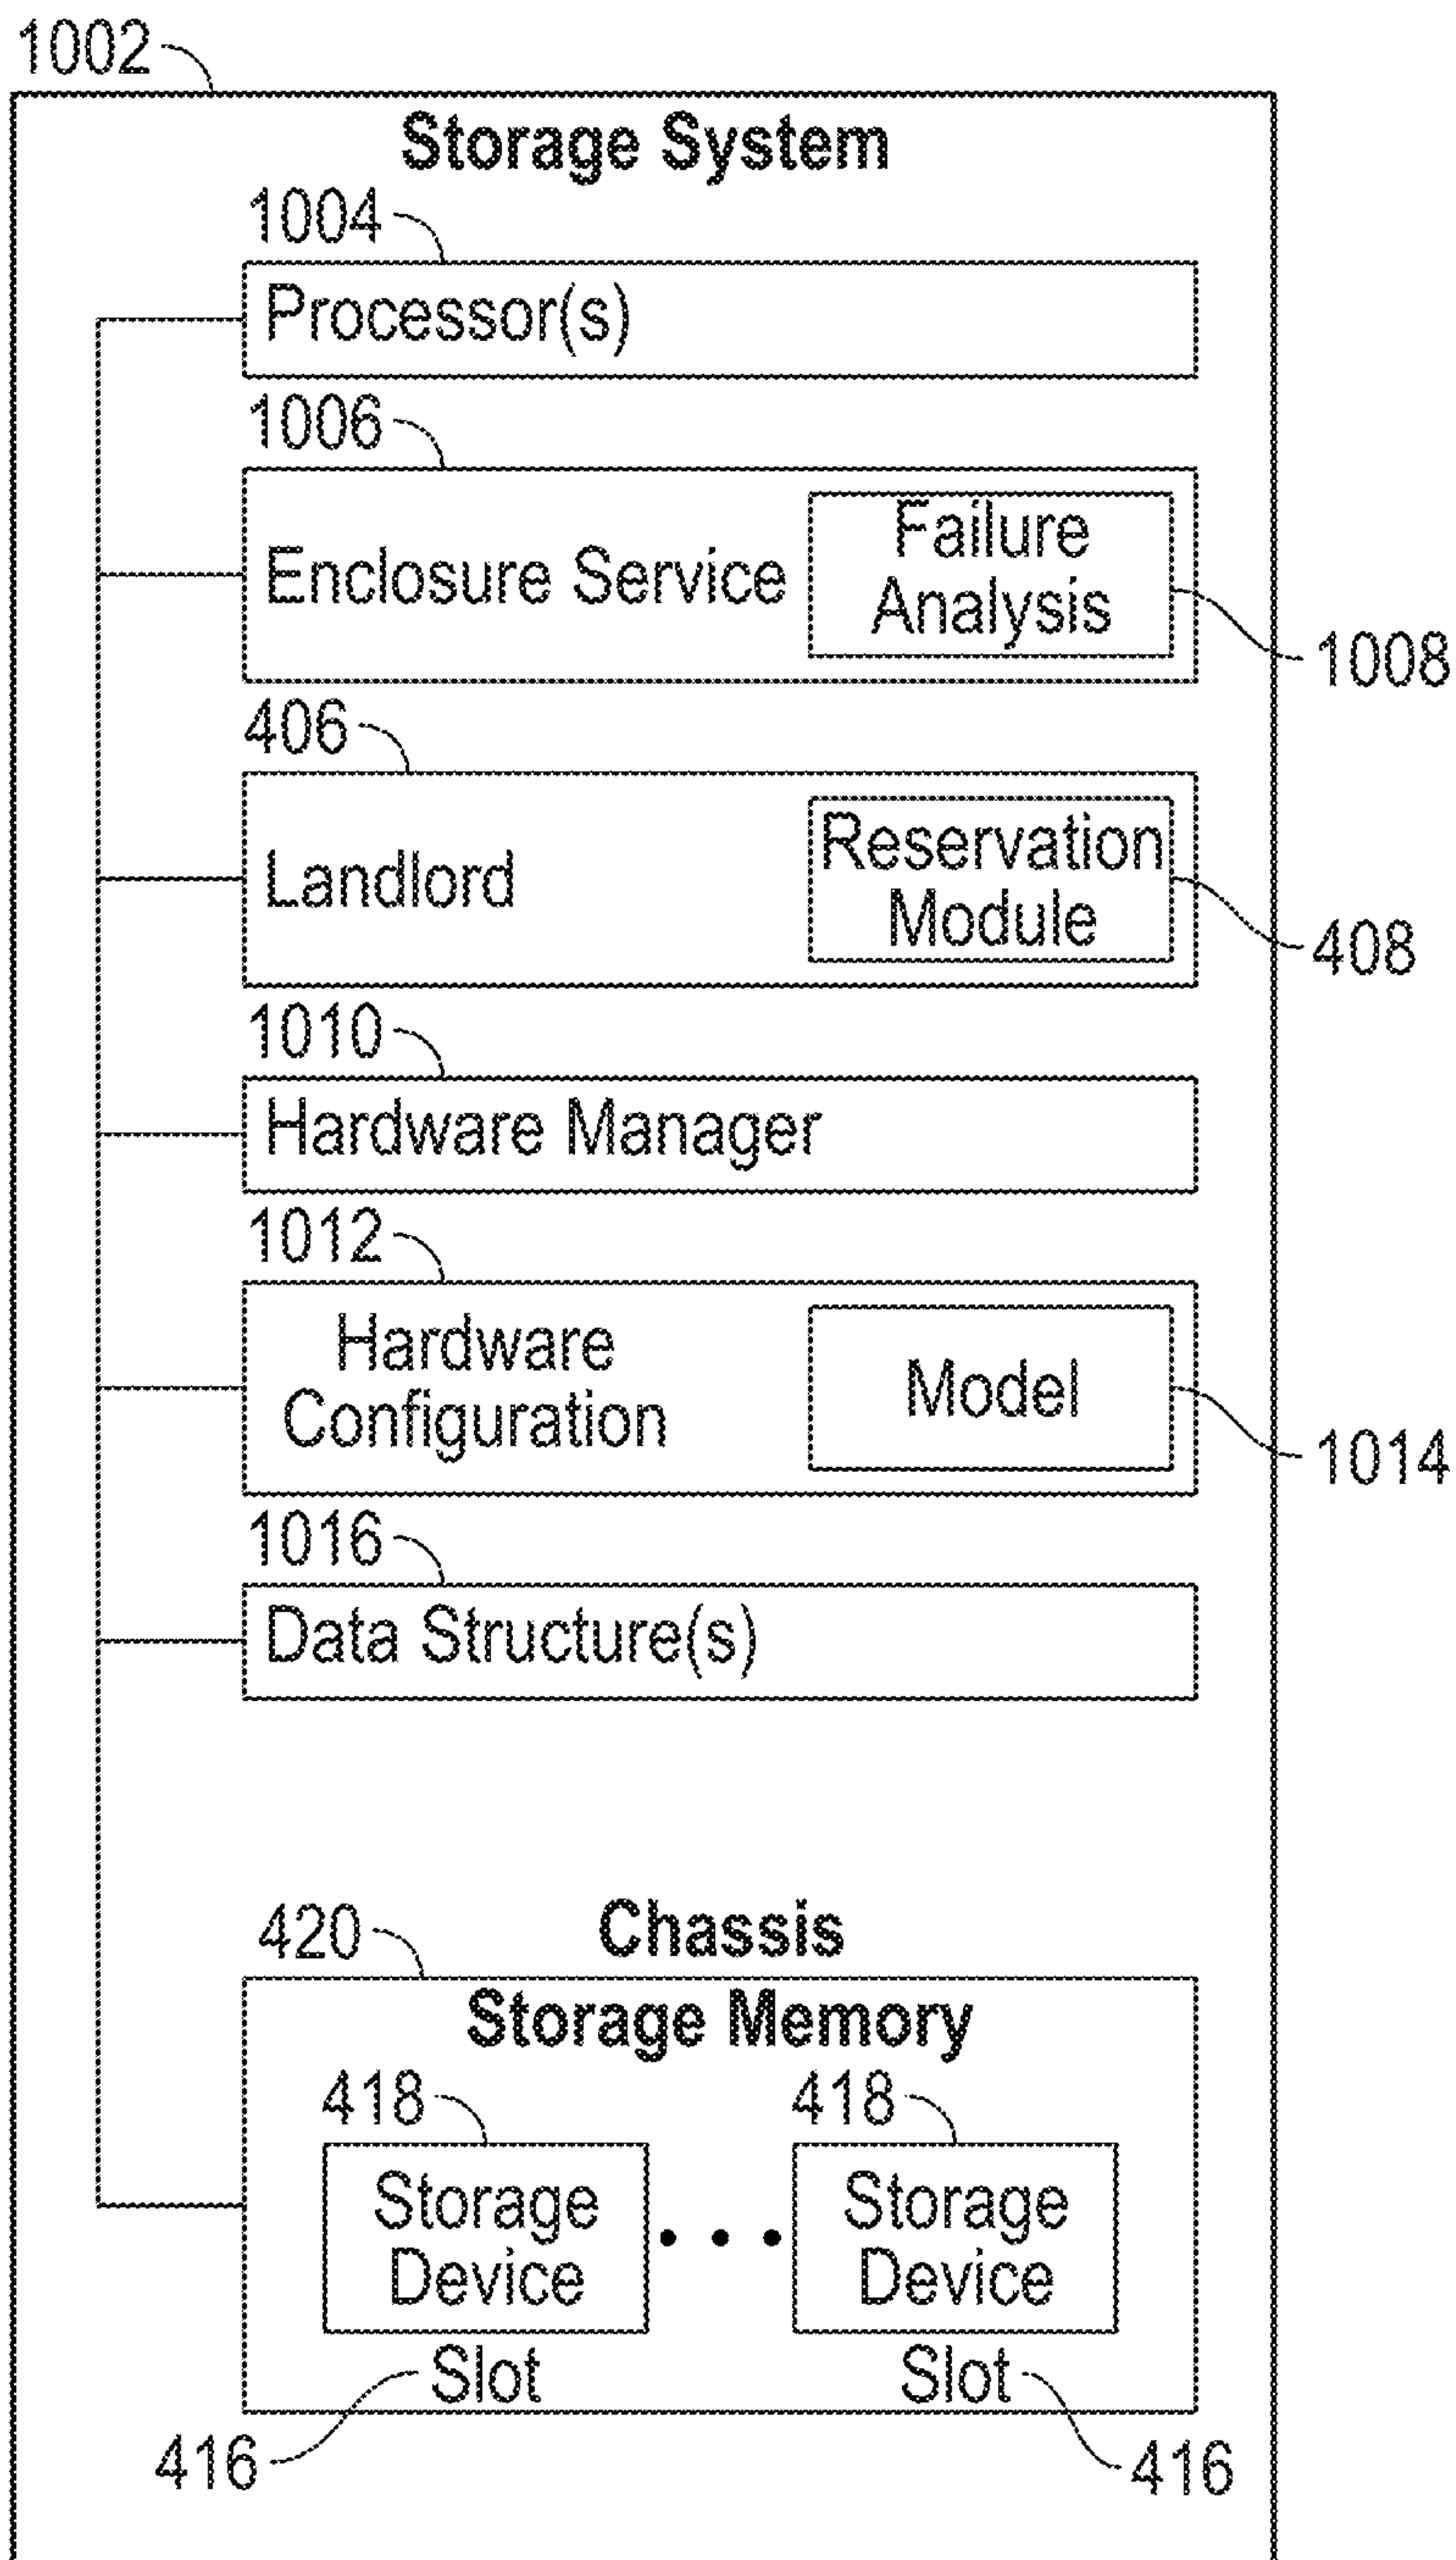 1002
Storage System
1004
Processor(s)
1006
Enclosure Service
Failure
Analysis
1008
406
Landlord
Reservation
Module
408
1010
Hardware Manager
1012
Hardware
Configuration
Model
1014
1016
Data Structure(s)
Chassis
420
Storage Memory
418
418
Storage
Device
Storage
Device
Slot
Slot
416
416